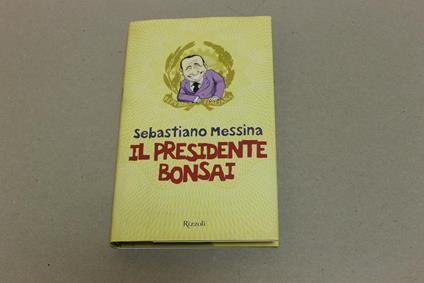 Sebastiano Messina
IL PRESIDENTE
BONSAI
Rizzoli